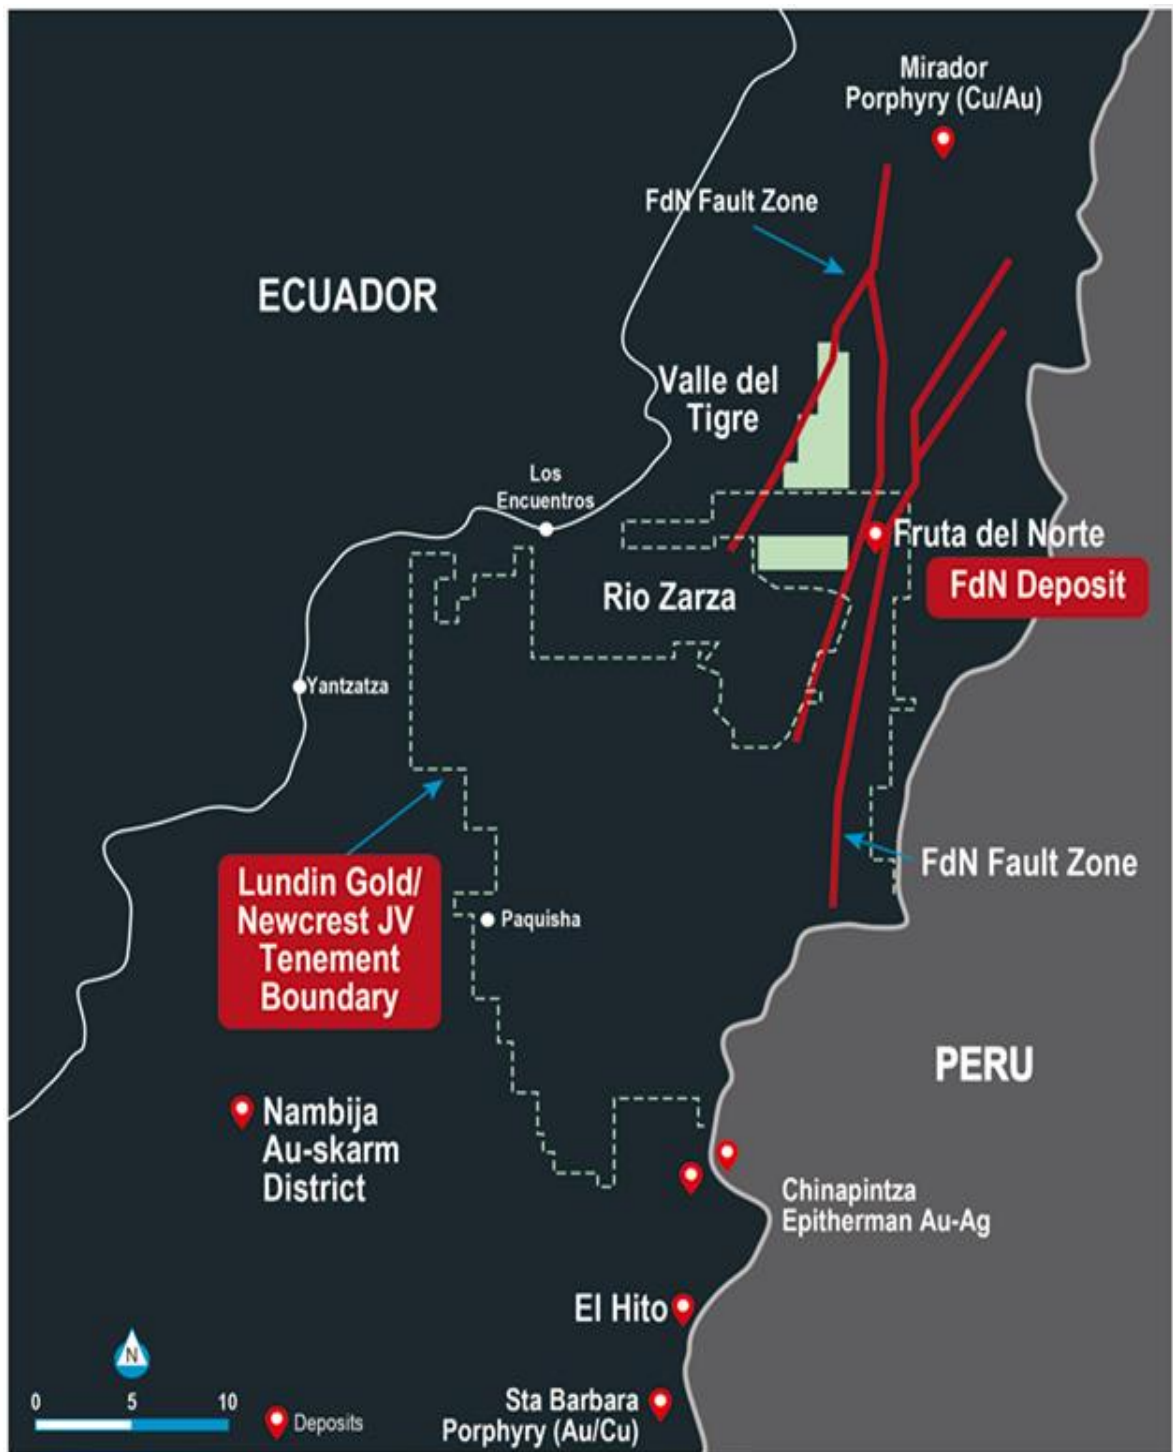 Mirador
Porphyry (Cu/Au)
FdN Fault Zone
ECUADOR
Valle del
Tigre
Los
Encuentros
Fruta del Norte
FdN Deposit
Rio Zarza
Yantzatza
FdN Fault Zone
Lundin Gold/
Newcrest JV
Tenement
Boundary
Paquisha
PERU
Nambija
Au-skarm
District
Chinapintza
Epitherman Au-Ag
El Hito
N
0 5 10
Deposits
Sta Barbara
Porphyry (Au/Cu)